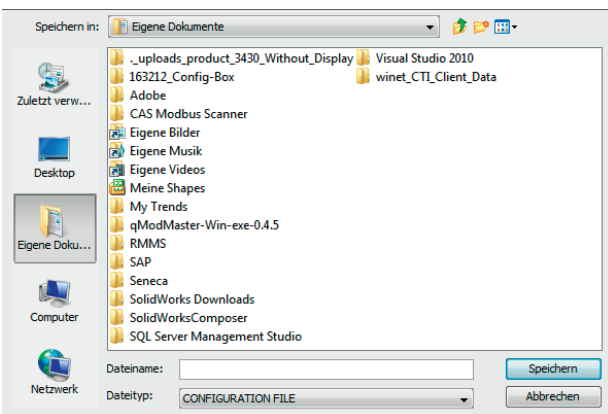 Speichern in: Eigene Dokumente
Zuletzt verw...
Desktop
Eigene Doku...
Computer
Netzwerk
._uploads_product_3430_Without_Display
163212_Config-Box
Adobe
CAS Modbus Scanner
Eigene Bilder
Eigene Musik
Eigene Videos
Meine Shapes
My Trends
qModMaster-Win-exe-0.4.5
RMMS
SAP
Seneca
SolidWorks Downloads
SolidWorksComposer
SQL Server Management Studio
Visual Studio 2010
winet_CTI_Client_Data
Dateiname:
Speichern
Dateityp: CONFIGURATION FILE
Abbrechen